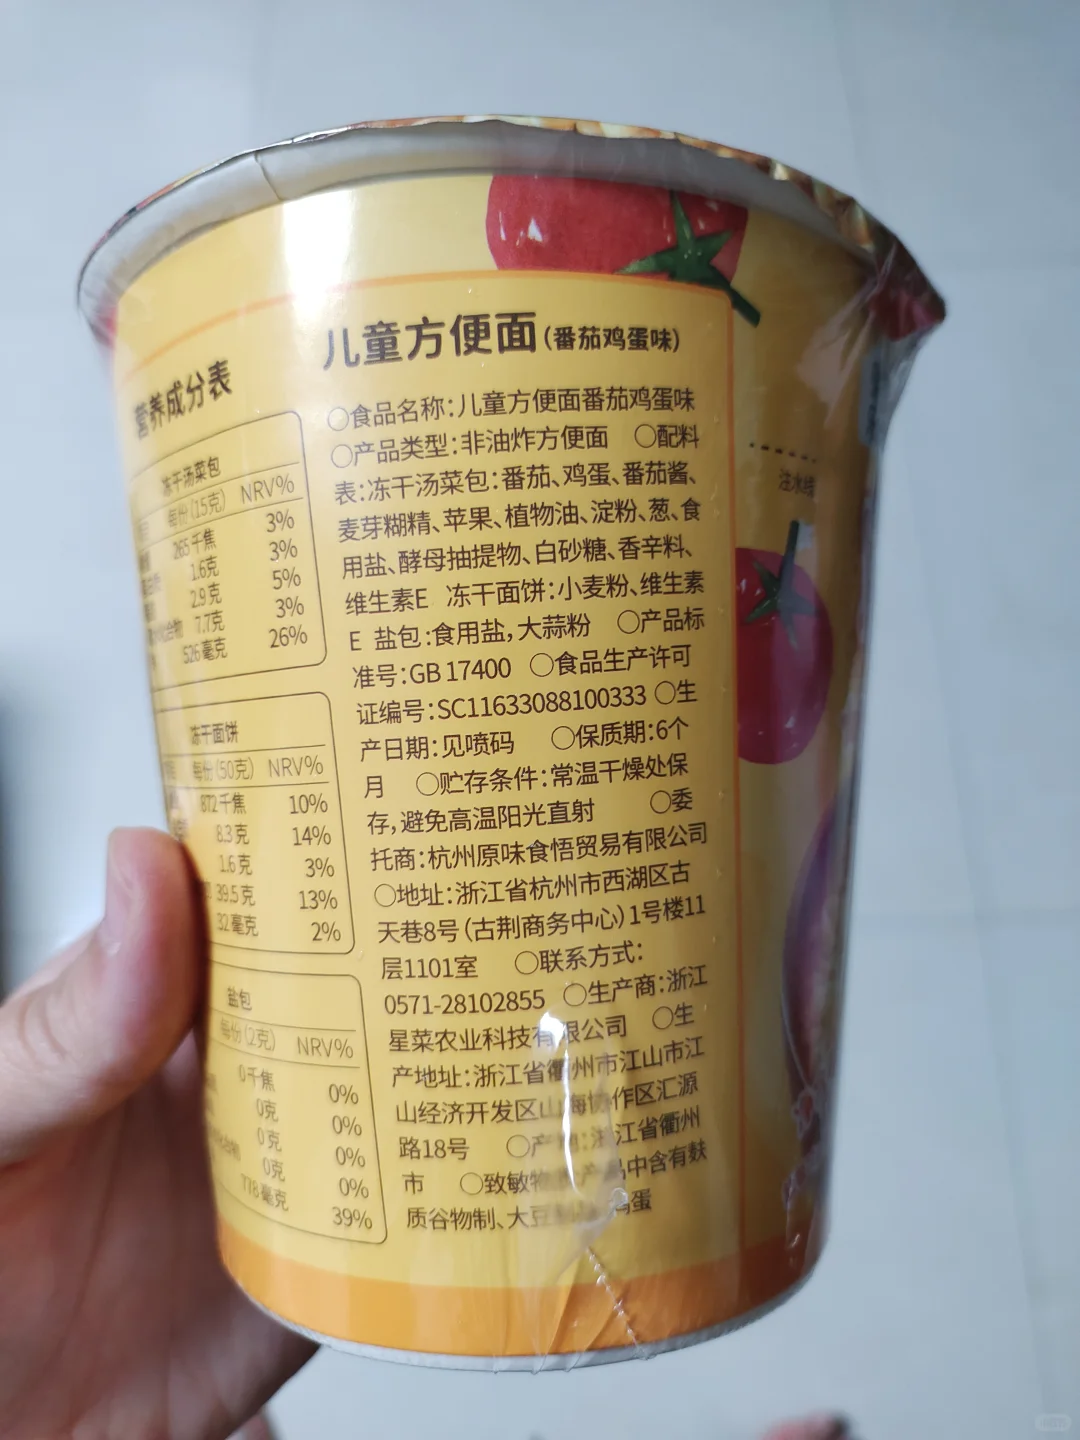 营养成分表
冻干汤菜包
每份(15克) NRV%
265千焦 3%
1.6克 3%
2.9克 5%
7.7克 3%
526毫克 26%
冻干面饼
每份(50克) NRV%
872千焦 10%
8.3克 14%
1.6克 3%
39.5克 13%
32毫克 2%
盐包
每份(2克) NRV%
0千焦 0%
0克 0%
0克 0%
0克 0%
778毫克 39%
儿童方便面(番茄鸡蛋味)
○食品名称:儿童方便面番茄鸡蛋味
○产品类型:非油炸方便面 ○配料
表:冻干汤菜包:番茄、鸡蛋、番茄酱、
麦芽糊精、苹果、植物油、淀粉、葱、食
用盐、酵母抽提物、白砂糖、香辛料、
维生素E 冻干面饼:小麦粉、维生素
E 盐包:食用盐,大蒜粉 ○产品标
准号:GB 17400 ○食品生产许可
证编号:SC11633088100333 ○生
产日期:见喷码 ○保质期:6个
月 ○贮存条件:常温干燥处保
存,避免高温阳光直射 ○委
托商:杭州原味食悟贸易有限公司
○地址:浙江省杭州市西湖区古
天巷8号(古荆商务中心)1号楼11
层1101室 ○联系方式:
0571-28102855 ○生产商:浙江
星菜农业科技有限公司 ○生
产地址:浙江省衢州市江山市江
山经济开发区山海协作区汇源
路18号 ○产地:浙江省衢州
市 ○致敏物质:产品中含有麸
质谷物制、大豆 鸡蛋
注水线